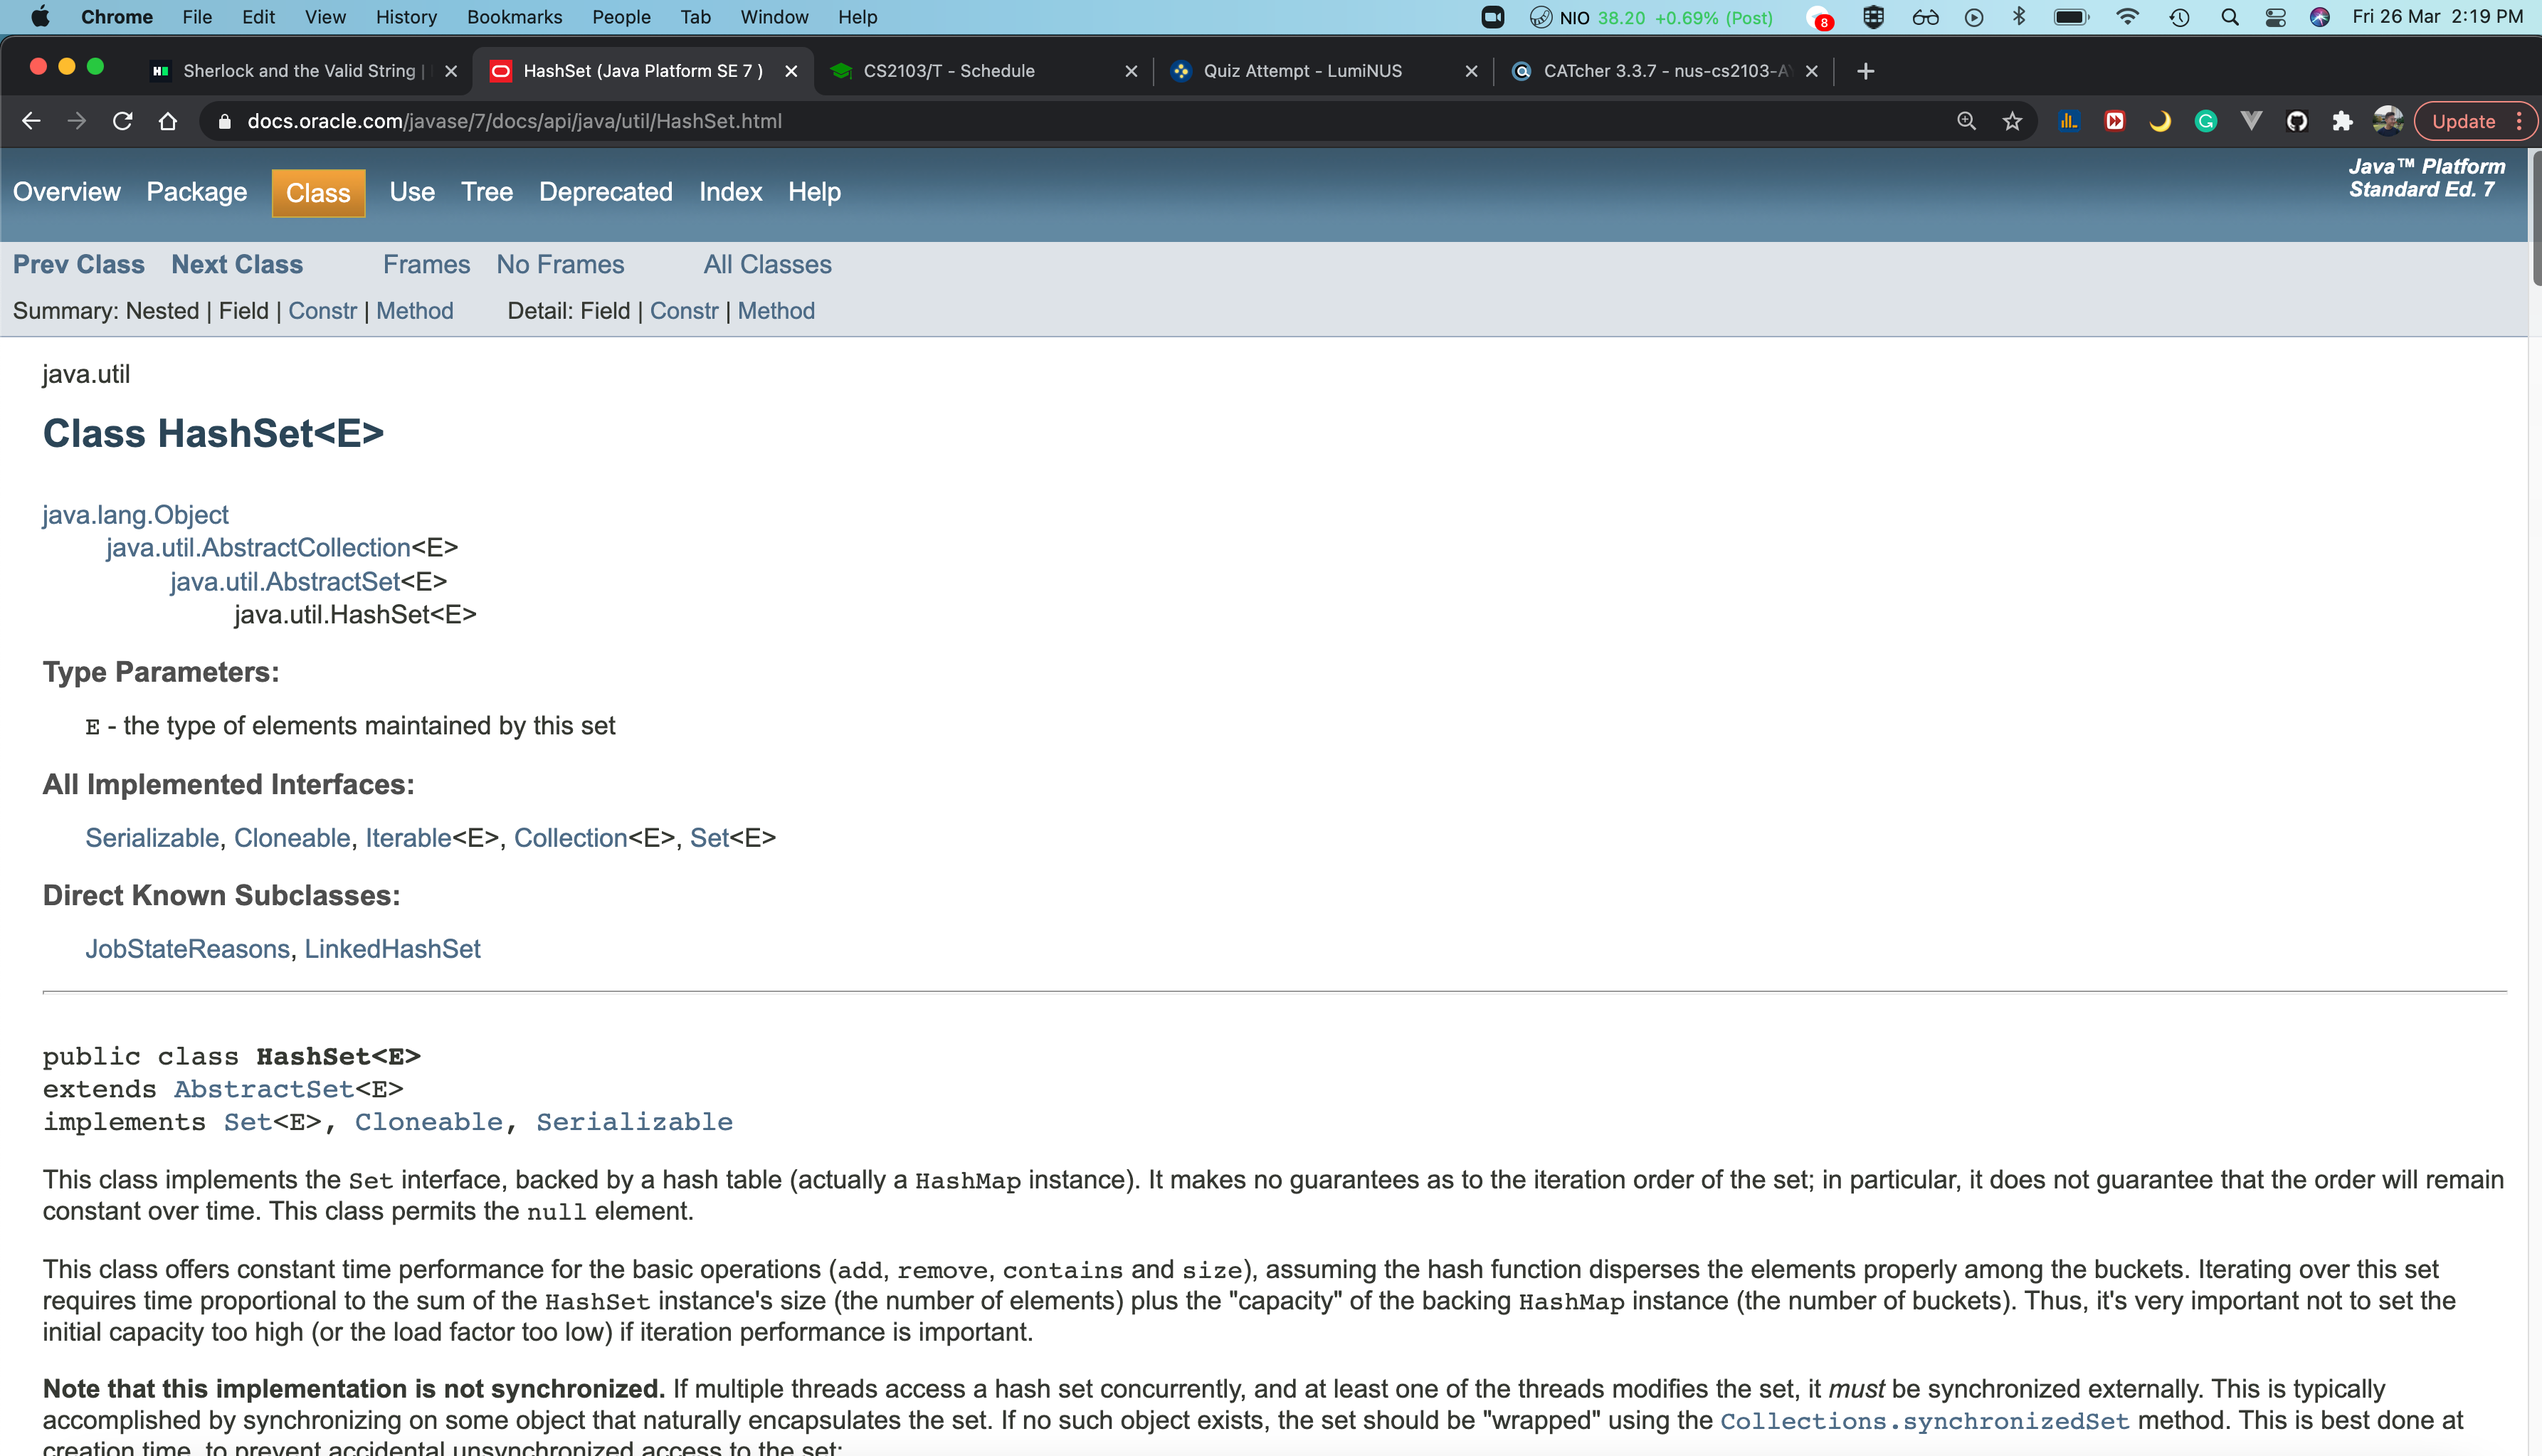 Chrome File Edit View History Bookmarks People Tab Window Help NIO 38.20 +0.69% (Post) 8 Fri 26 Mar 2:19 PM
Sherlock and the Valid String | HashSet (Java Platform SE 7 ) CS2103/T - Schedule Quiz Attempt - LumiNUS CATcher 3.3.7 - nus-cs2103-A
docs.oracle.com/javase/7/docs/api/java/util/HashSet.html Update
Overview Package Class Use Tree Deprecated Index Help
Java™ Platform
Standard Ed. 7
Prev Class Next Class Frames No Frames All Classes
Summary: Nested | Field | Constr | Method Detail: Field | Constr | Method
java.util
Class HashSet<E>
java.lang.Object
java.util.AbstractCollection<E>
java.util.AbstractSet<E>
java.util.HashSet<E>
Type Parameters:
E - the type of elements maintained by this set
All Implemented Interfaces:
Serializable, Cloneable, Iterable<E>, Collection<E>, Set<E>
Direct Known Subclasses:
JobStateReasons, LinkedHashSet
public class HashSet<E>
extends AbstractSet<E>
implements Set<E>, Cloneable, Serializable
This class implements the Set interface, backed by a hash table (actually a HashMap instance). It makes no guarantees as to the iteration order of the set; in particular, it does not guarantee that the order will remain
constant over time. This class permits the null element.
This class offers constant time performance for the basic operations (add, remove, contains and size), assuming the hash function disperses the elements properly among the buckets. Iterating over this set
requires time proportional to the sum of the HashSet instance's size (the number of elements) plus the "capacity" of the backing HashMap instance (the number of buckets). Thus, it's very important not to set the
initial capacity too high (or the load factor too low) if iteration performance is important.
Note that this implementation is not synchronized. If multiple threads access a hash set concurrently, and at least one of the threads modifies the set, it must be synchronized externally. This is typically
accomplished by synchronizing on some object that naturally encapsulates the set. If no such object exists, the set should be "wrapped" using the Collections.synchronizedSet method. This is best done at
creation time, to prevent accidental unsynchronized access to the set: